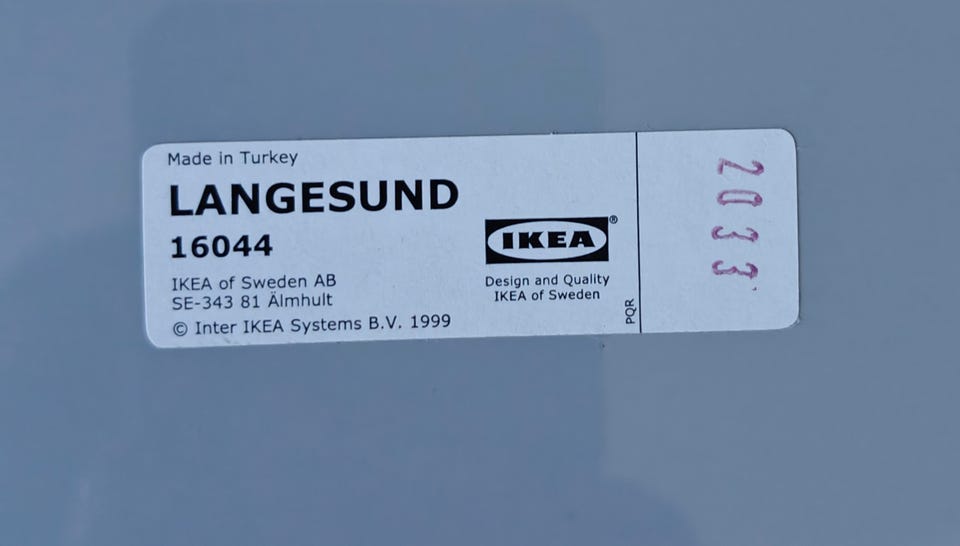 Made in Turkey
LANGESUND
16044
IKEA of Sweden AB
SE-343 81 Älmhult
© Inter IKEA Systems B.V. 1999
IKEA®
Design and Quality
IKEA of Sweden
PQR
2033